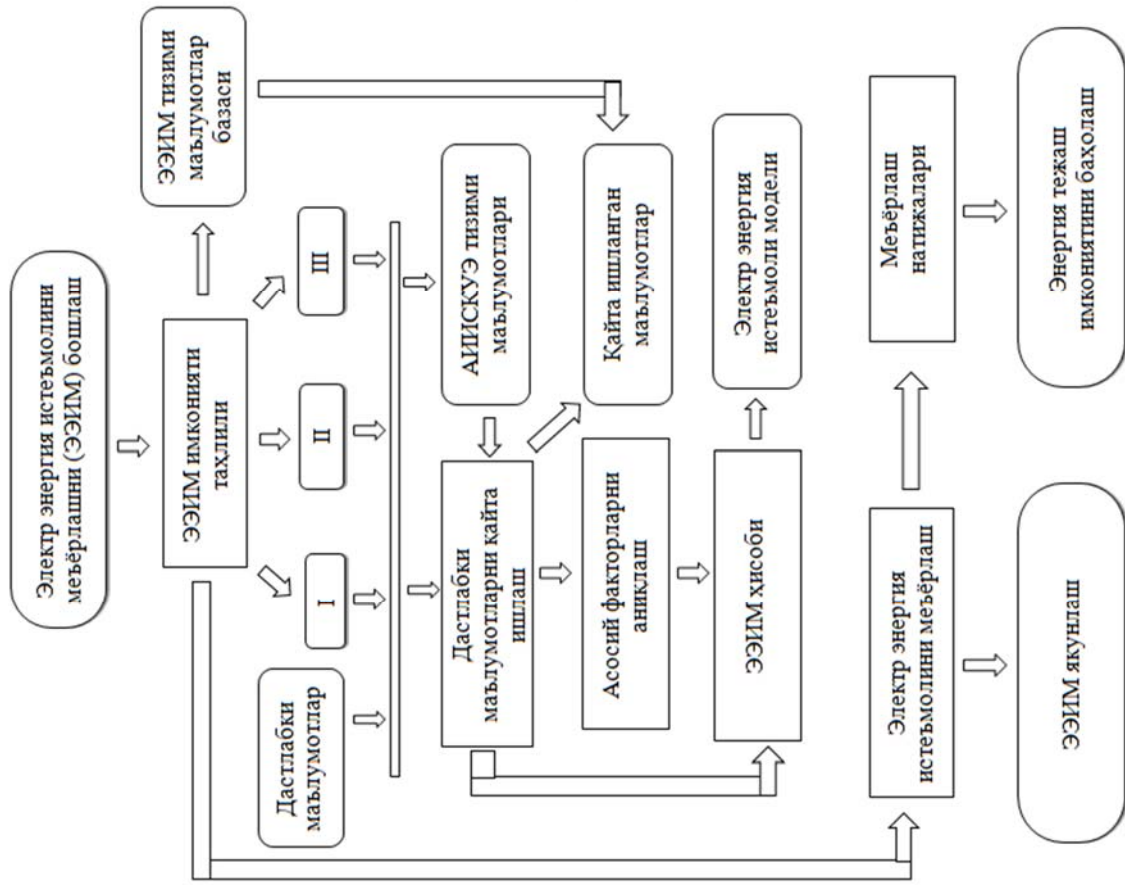 Электр энергия истеъмолини
меъёрлашни (ЭЭИМ) бошлаш
ЭЭИМ имконияти
таҳлили
ЭЭИМ тизими
маълумотлар
базаси
Дастлабки
маълумотлар
I
II
III
Дастлабки
маълумотларни қайта
ишлаш
АИИСКУЭ тизими
маълумотлари
Асосий факторларни
аниқлаш
Қайта ишланган
маълумотлар
ЭЭИМ ҳисоби
Электр энергия
истеъмоли модели
Электр энергия
истеъмолини меъёрлаш
Меъёрлаш
натижалари
ЭЭИМ якунлаш
Энергия тежаш
имкониятини баҳолаш